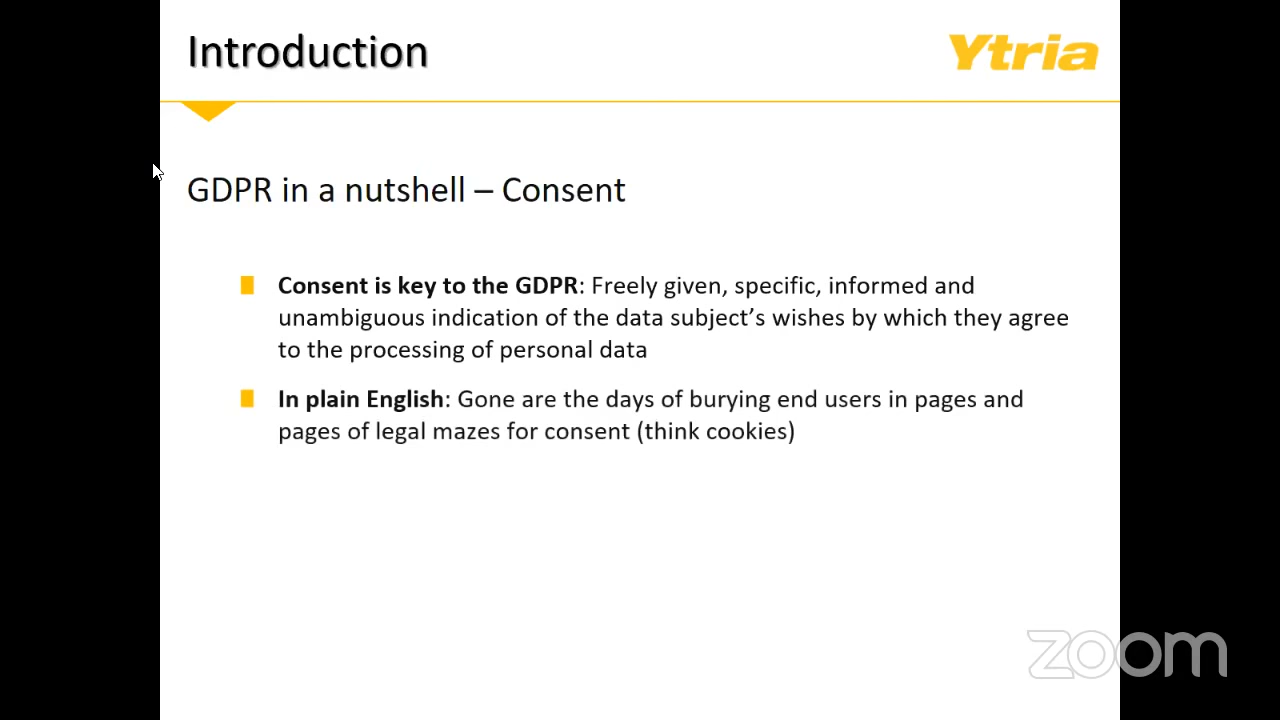 Introduction
Ytria
GDPR in a nutshell – Consent
Consent is key to the GDPR: Freely given, specific, informed and
unambiguous indication of the data subject’s wishes by which they agree
to the processing of personal data
In plain English: Gone are the days of burying end users in pages and
pages of legal mazes for consent (think cookies)
zoom